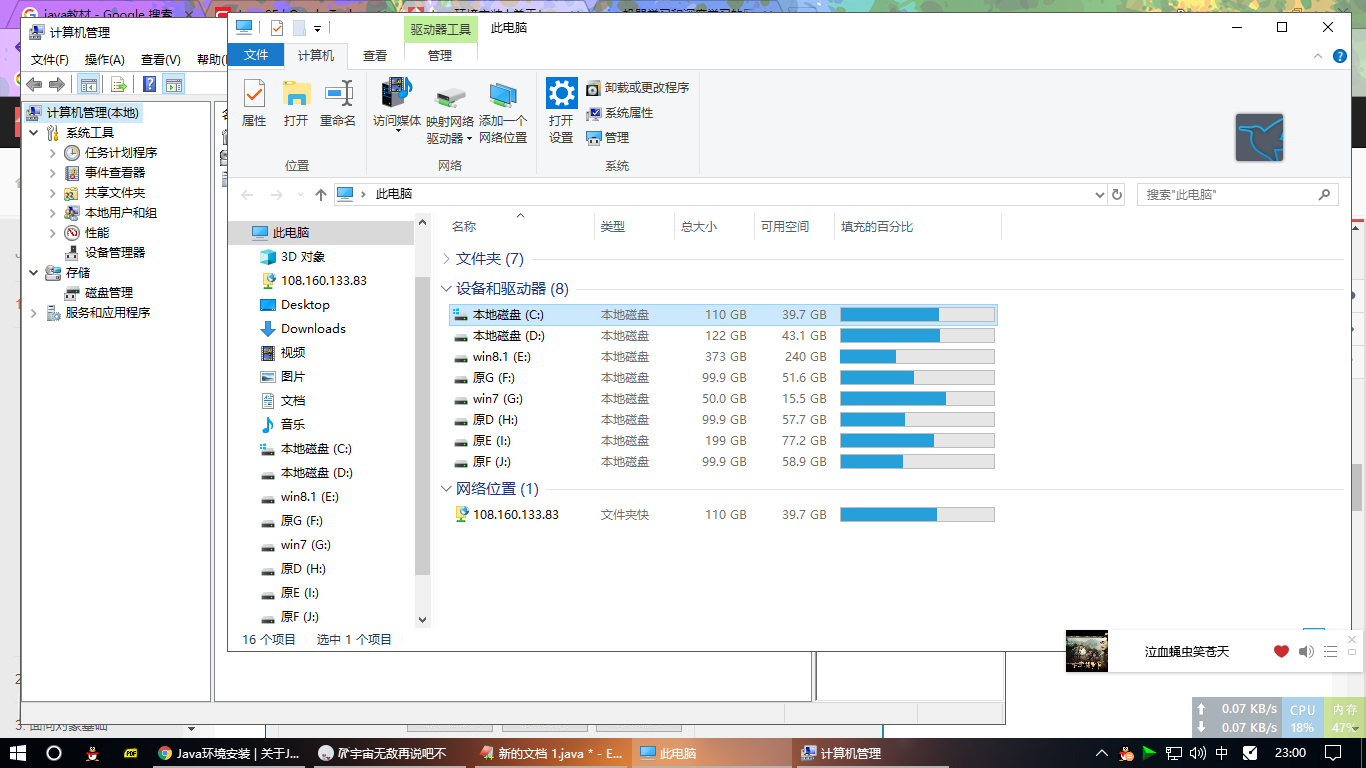 java教材 - Google 搜索
计算机管理
文件(F) 操作(A) 查看(V) 帮助(
计算机管理(本地)
系统工具
任务计划程序
事件查看器
共享文件夹
本地用户和组
性能
设备管理器
存储
磁盘管理
服务和应用程序
驱动器工具 此电脑
文件 计算机 查看 管理
属性 打开 重命名
位置
访问媒体 映射网络驱动器 添加一个网络位置
网络
打开设置
卸载或更改程序
系统属性
管理
系统
此电脑
搜索"此电脑"
此电脑
3D 对象
108.160.133.83
Desktop
Downloads
视频
图片
文档
音乐
本地磁盘 (C:)
本地磁盘 (D:)
win8.1 (E:)
原G (F:)
win7 (G:)
原D (H:)
原E (I:)
原F (J:)
名称 类型 总大小 可用空间 填充的百分比
文件夹 (7)
设备和驱动器 (8)
本地磁盘 (C:) 本地磁盘 110 GB 39.7 GB
本地磁盘 (D:) 本地磁盘 122 GB 43.1 GB
win8.1 (E:) 本地磁盘 373 GB 240 GB
原G (F:) 本地磁盘 99.9 GB 51.6 GB
win7 (G:) 本地磁盘 50.0 GB 15.5 GB
原D (H:) 本地磁盘 99.9 GB 57.7 GB
原E (I:) 本地磁盘 199 GB 77.2 GB
原F (J:) 本地磁盘 99.9 GB 58.9 GB
网络位置 (1)
108.160.133.83 文件夹快 110 GB 39.7 GB
16 个项目 选中 1 个项目
泣血蝇虫笑苍天
3. 面向对象基础
0.07 KB/s CPU 内存
0.07 KB/s 18% 47%
Java环境安装 | 关于J...
新的文档 1.java * - E...
此电脑
计算机管理
中
23:00